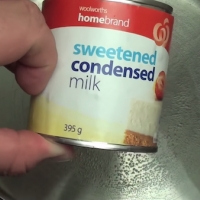 woolworths
homebrand
sweetened
condensed
milk
395 g